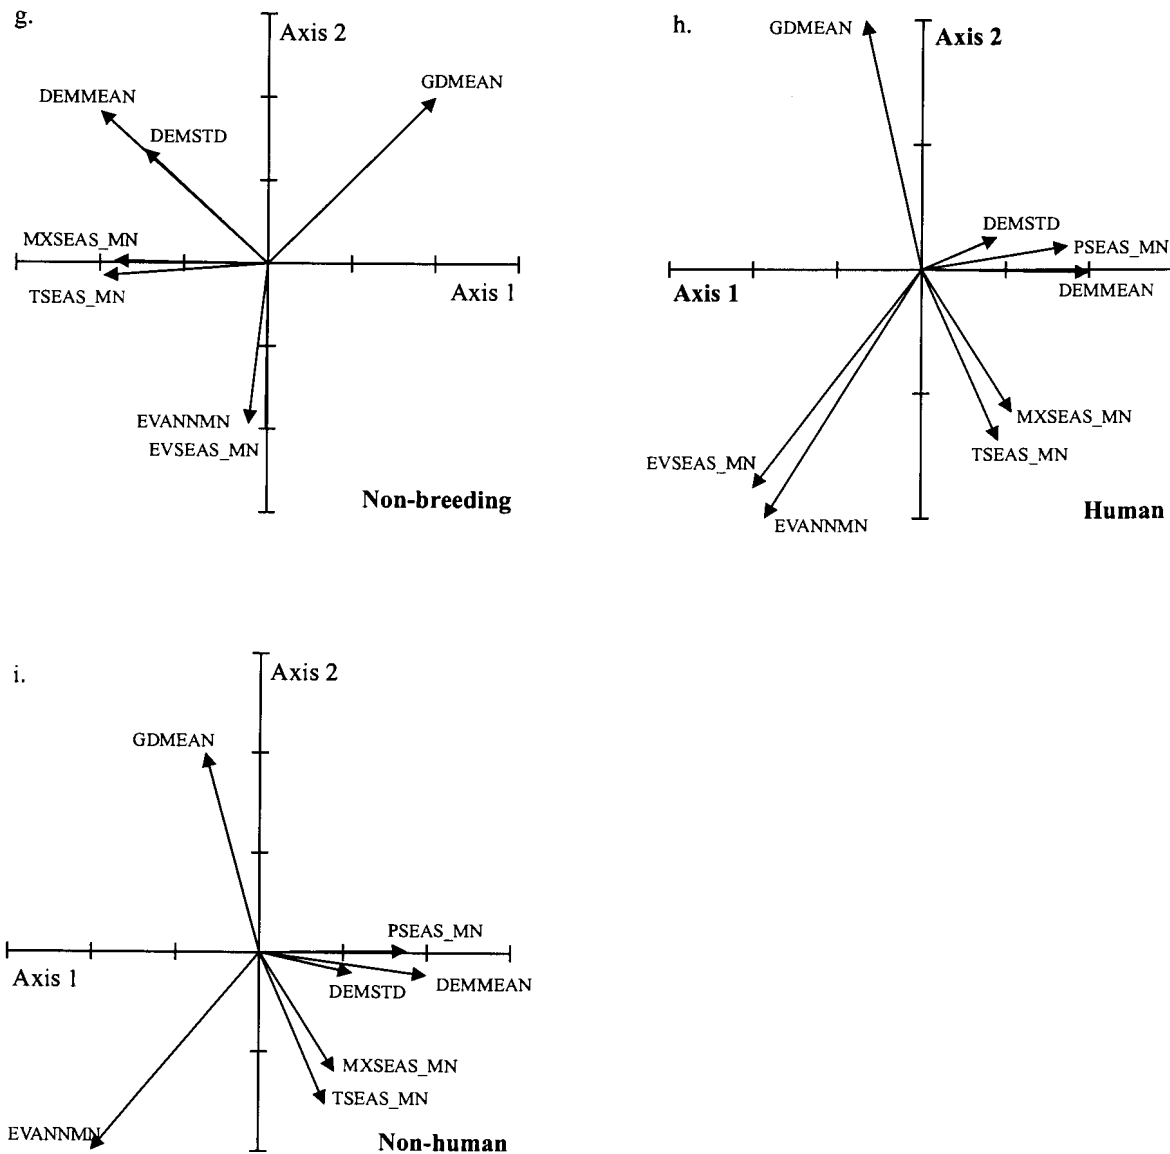 g.
Axis 2
DEMMEAN
GDMEAN
DEMSTD
MXSEAS_MN
TSEAS_MN
Axis 1
EVANNMN
EVSEAS_MN
Non-breeding
h.
GDMEAN
Axis 2
DEMSTD
PSEAS_MN
Axis 1
DEMMEAN
MXSEAS_MN
TSEAS_MN
EVSEAS_MN
EVANNMN
Human
i.
Axis 2
GDMEAN
PSEAS_MN
Axis 1
DEMSTD
DEMMEAN
MXSEAS_MN
TSEAS_MN
EVANNMN
Non-human